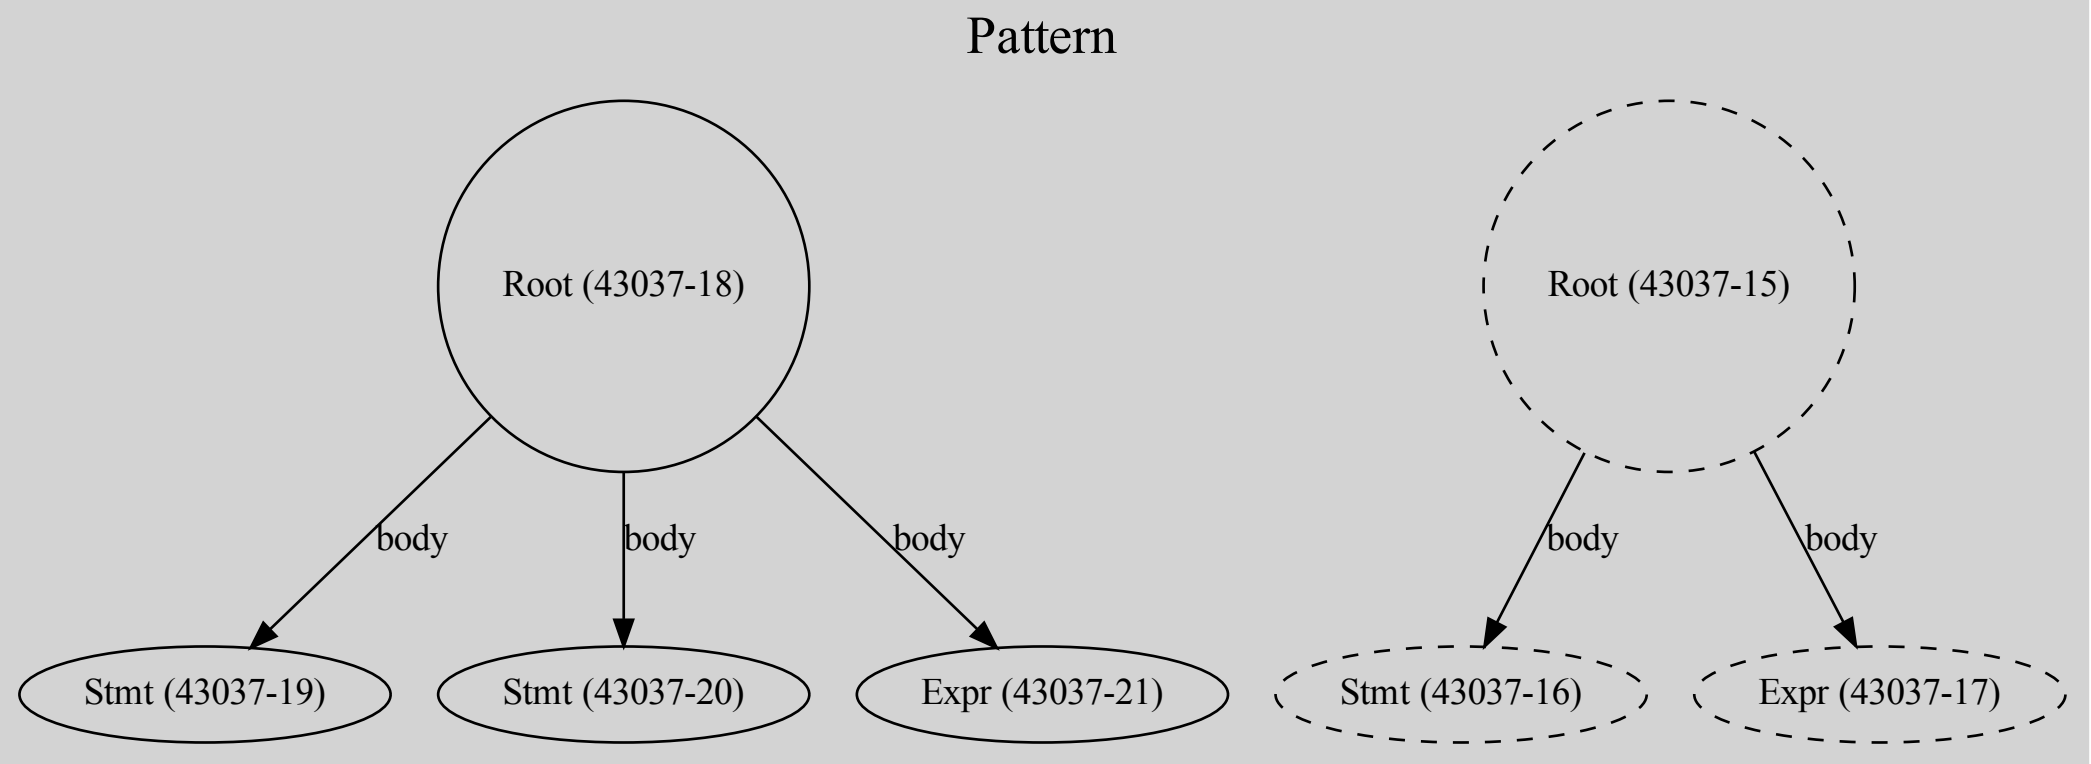 Pattern
Root (43037-18)
Root (43037-15)
body
body
body
body
body
Stmt (43037-19)
Stmt (43037-20)
Expr (43037-21)
Stmt (43037-16)
Expr (43037-17)